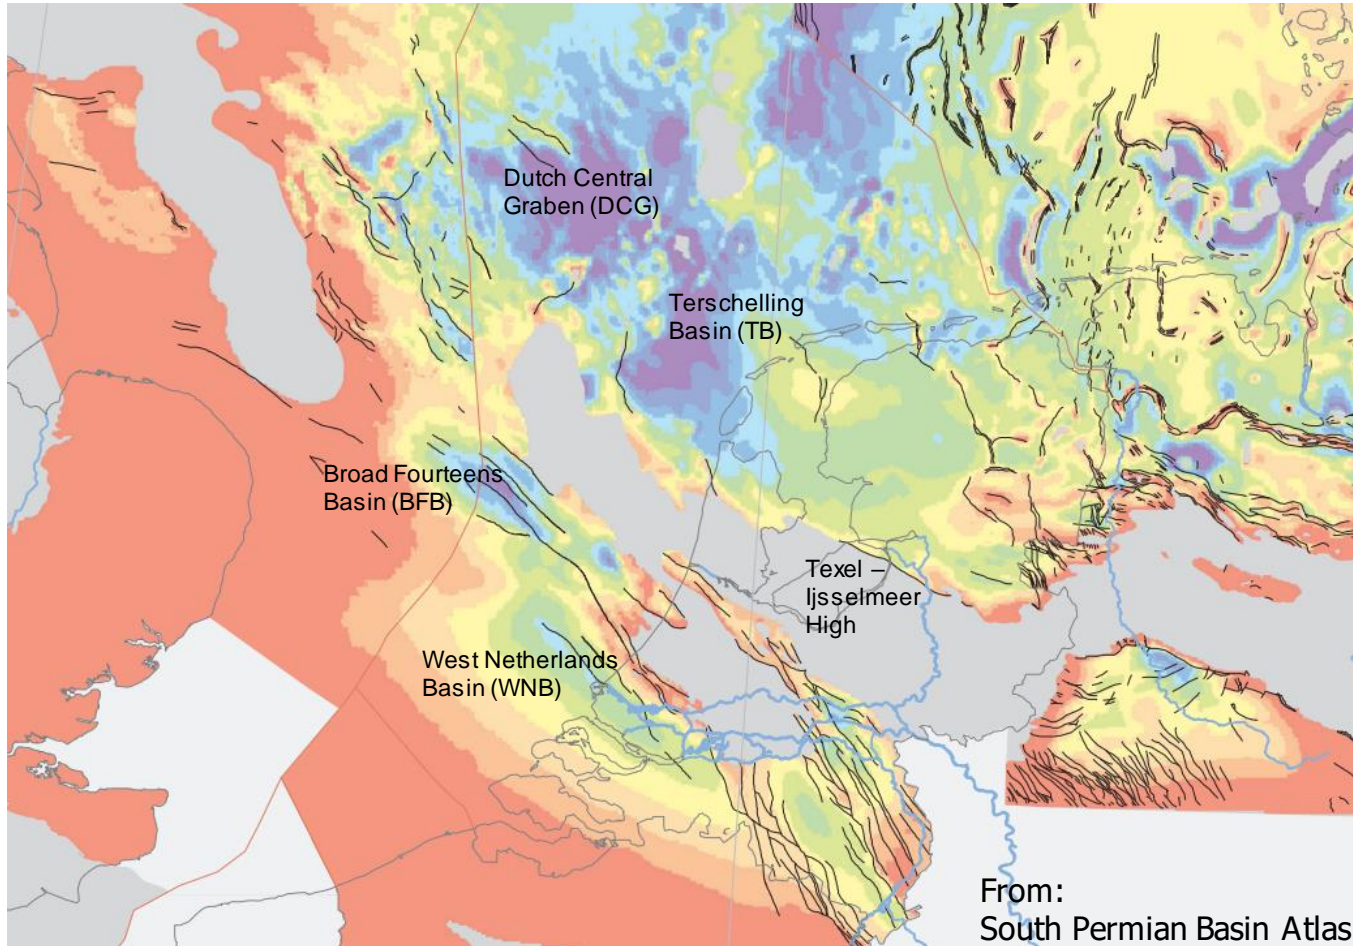 Dutch Central
Graben (DCG)
Terschelling
Basin (TB)
Broad Fourteens
Basin (BFB)
Texel –
Ijsselmeer
High
West Netherlands
Basin (WNB)
From:
South Permian Basin Atlas